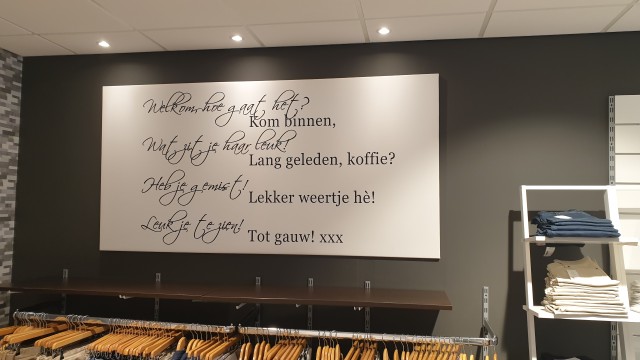 Welkom, hoe gaat het?
Kom binnen,
Wat zit je haar leuk!
Lang geleden, koffie?
Heb je gemist!
Lekker weertje hè!
Leuk je te zien!
Tot gauw! xxx